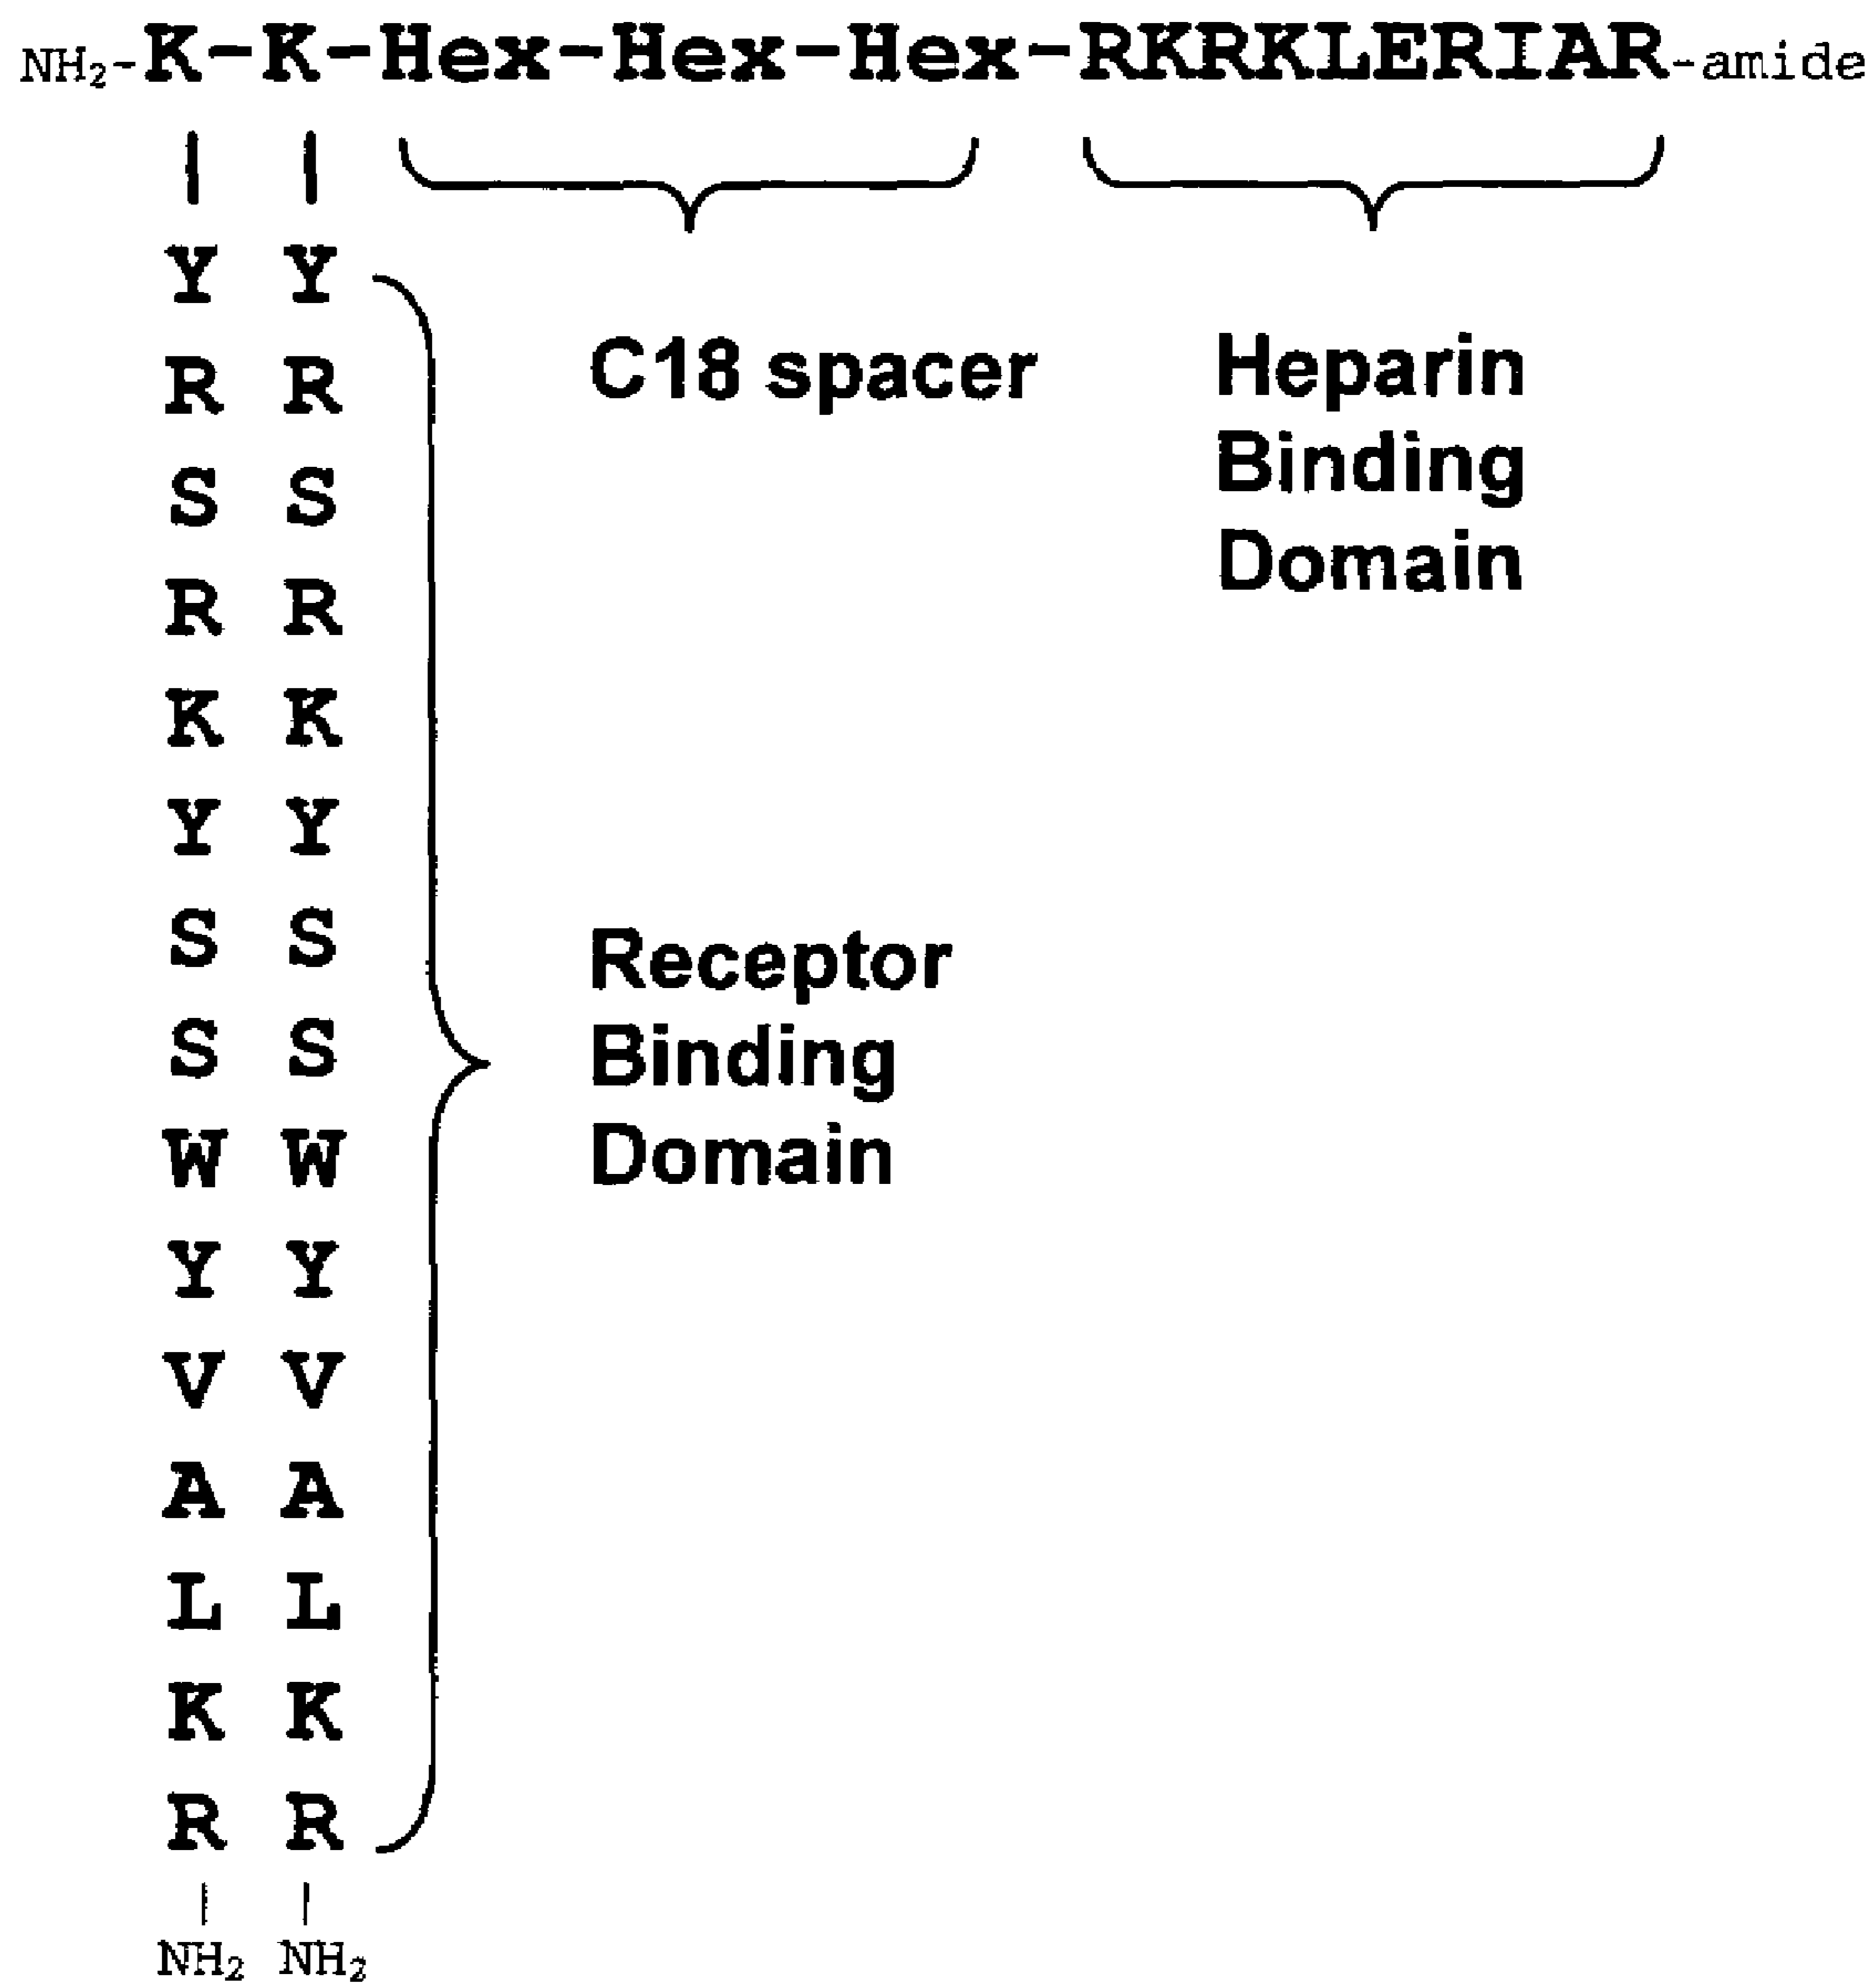 NH2-K-K-Hex-Hex-Hex-RKRKLERIAR-amide
Y Y
R R
C18 spacer
Heparin
Binding
Domain
S S
R R
K K
Y Y
S S
S S
W W
Receptor
Binding
Domain
Y Y
V V
A A
L L
K K
R R
NH2 NH2